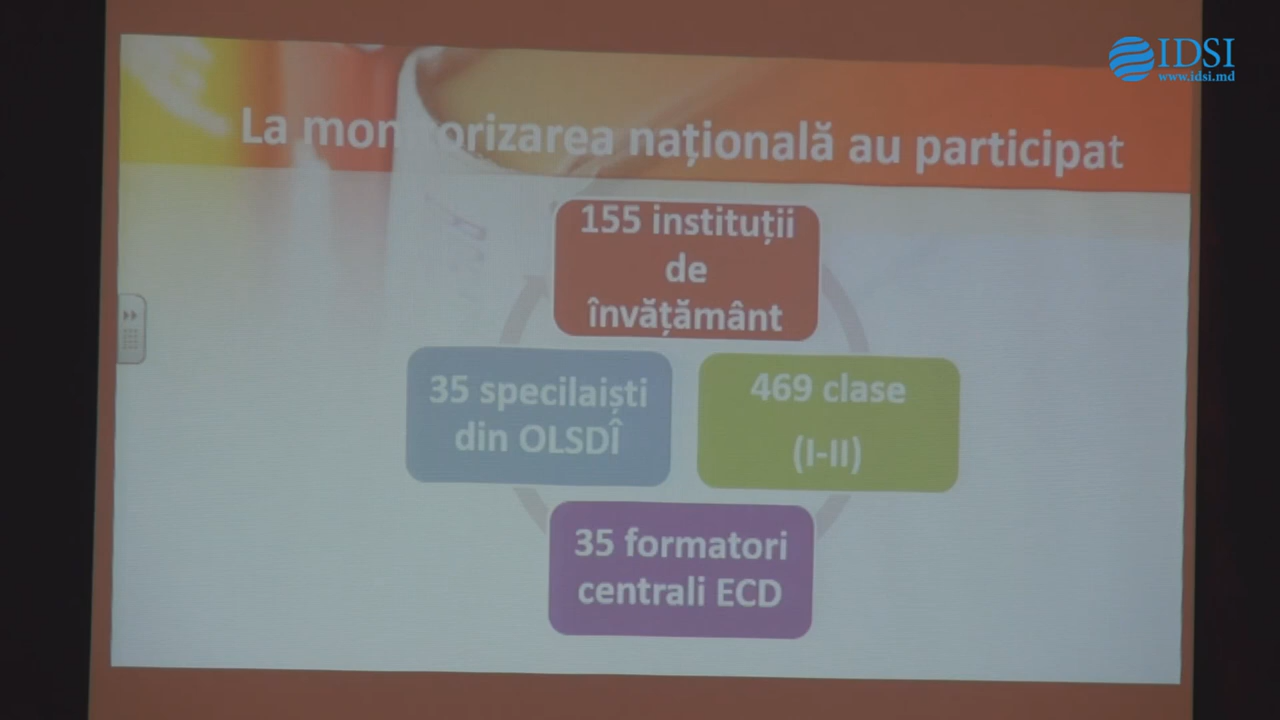 IDSI
www.idsi.md
La monitorizarea națională au participat
155 instituții
de
învățământ
35 specilaiști
din OLSDÎ
469 clase
(I-II)
35 formatori
centrali ECD